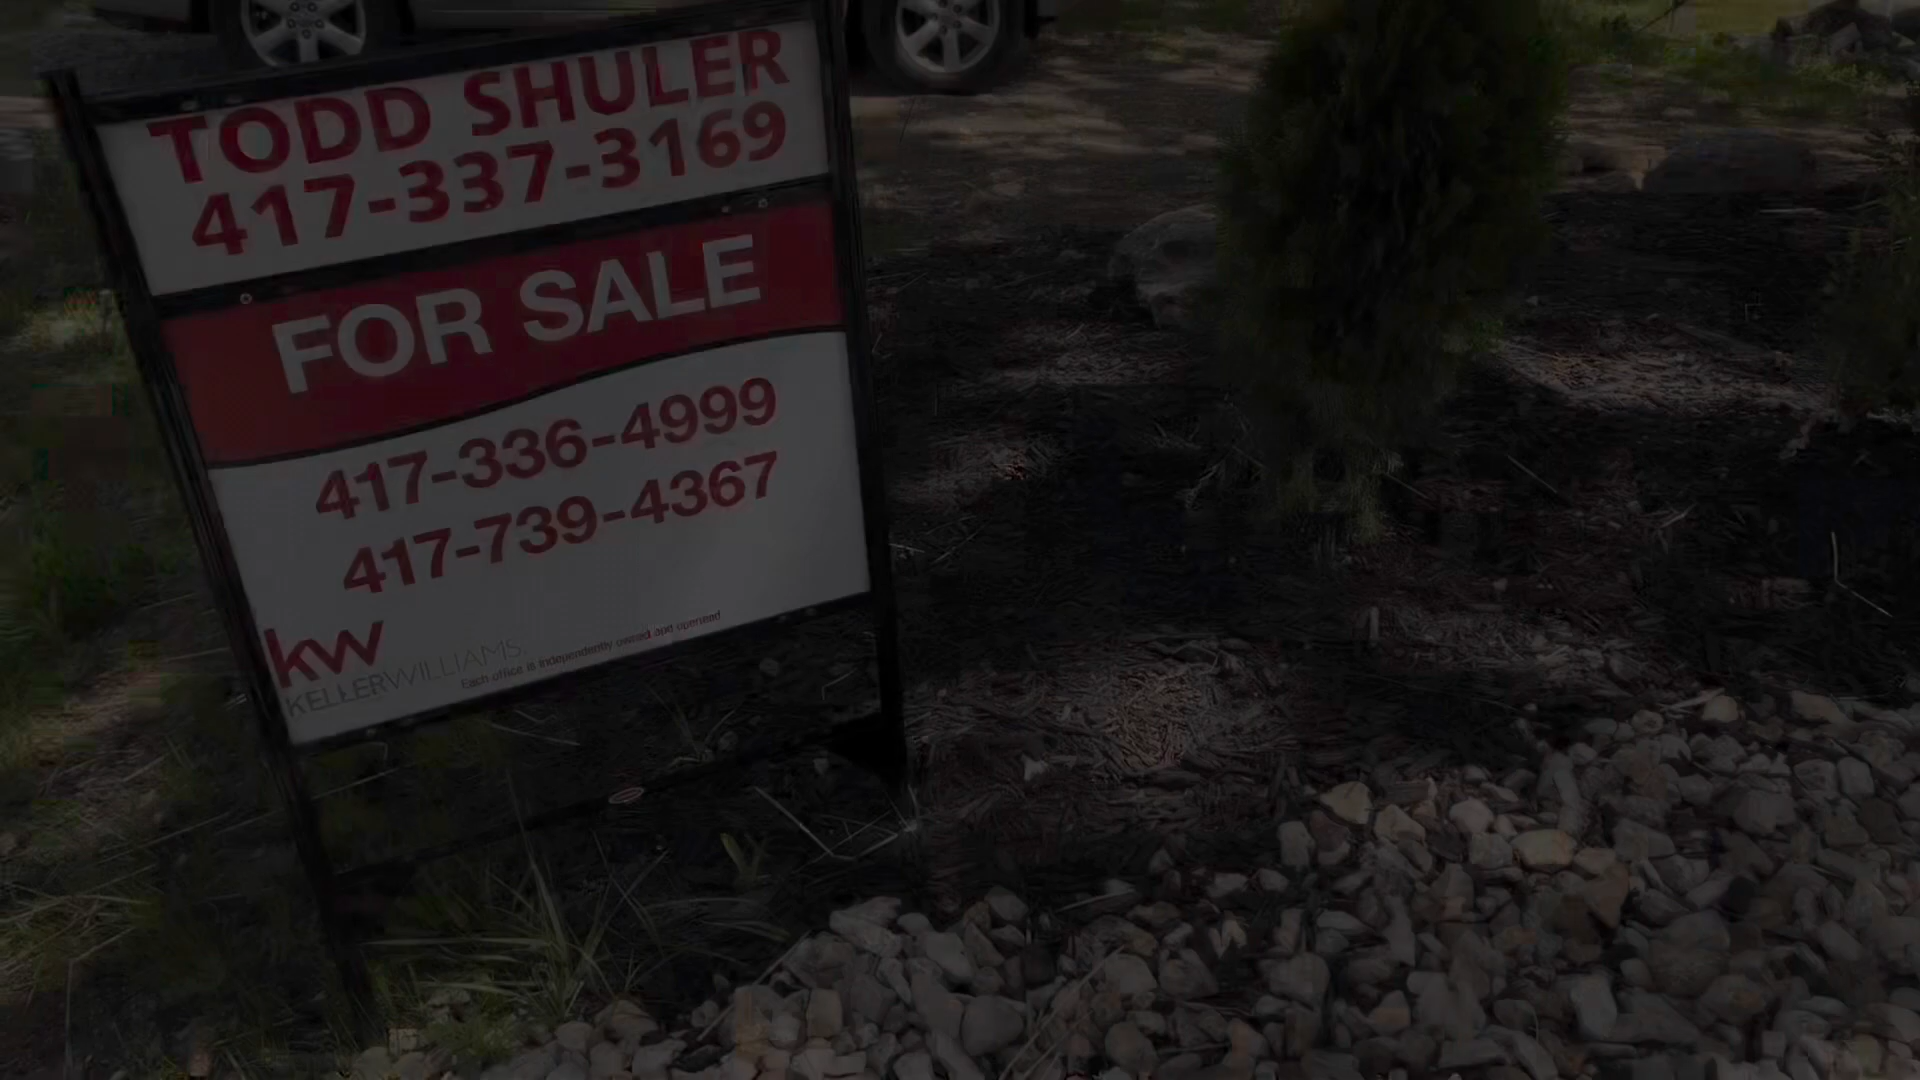 TODD SHULER
417-337-3169
FOR SALE
417-336-4999
417-739-4367
kw
KELLERWILLIAMS.
Each office is independently owned and operated